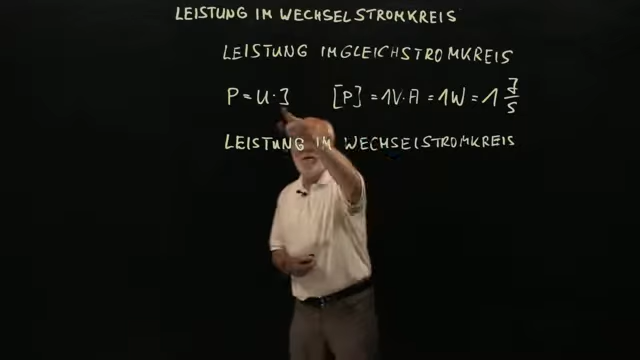 LEISTUNG IM WECHSELSTROMKREIS
LEISTUNG IM GLEICHSTROMKREIS
P = U · I [P] = 1V·A = 1W = 1 J/s
LEISTUNG IM WECHSELSTROMKREIS